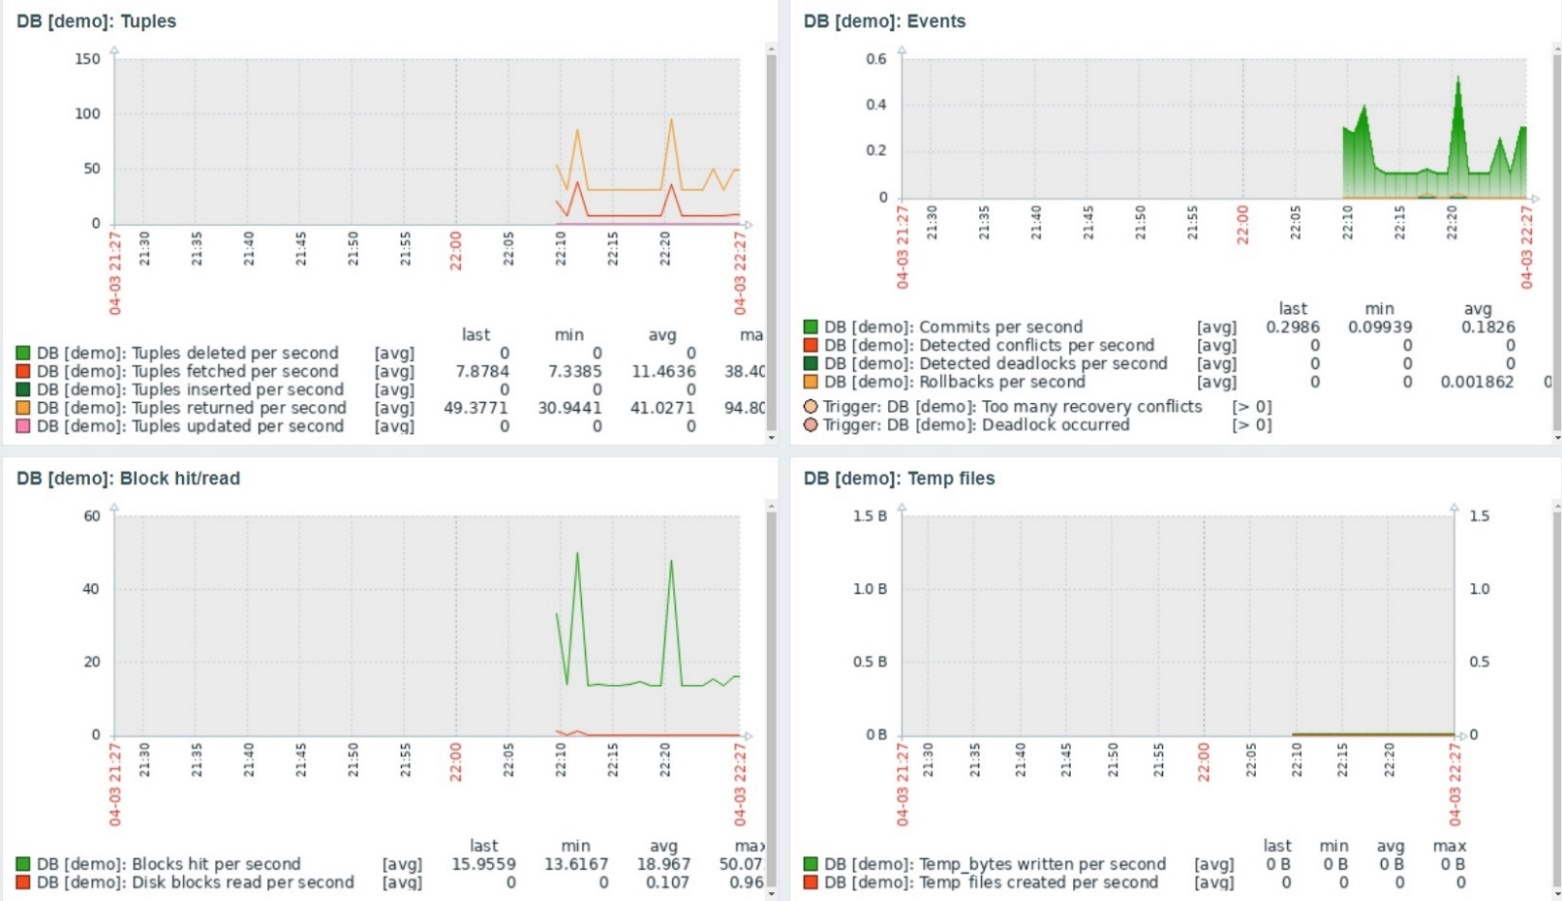 DB [demo]: Tuples
150
100
50
0
04-03 21:27
21:30
21:35
21:40
21:45
21:50
21:55
22:00
22:05
22:10
22:15
22:20
04-03 22:27
last min avg ma
DB [demo]: Tuples deleted per second [avg] 0 0 0
DB [demo]: Tuples fetched per second [avg] 7.8784 7.3385 11.4636 38.40
DB [demo]: Tuples inserted per second [avg] 0 0 0
DB [demo]: Tuples returned per second [avg] 49.3771 30.9441 41.0271 94.80
DB [demo]: Tuples updated per second [avg] 0 0 0
DB [demo]: Events
0.6
0.4
0.2
0
04-03 21:27
21:30
21:35
21:40
21:45
21:50
21:55
22:00
22:05
22:10
22:15
22:20
04-03 22:27
last min avg
DB [demo]: Commits per second [avg] 0.2986 0.09939 0.1826
DB [demo]: Detected conflicts per second [avg] 0 0 0
DB [demo]: Detected deadlocks per second [avg] 0 0 0
DB [demo]: Rollbacks per second [avg] 0 0 0.001862 0
Trigger: DB [demo]: Too many recovery conflicts [> 0]
Trigger: DB [demo]: Deadlock occurred [> 0]
DB [demo]: Block hit/read
60
40
20
0
04-03 21:27
21:30
21:35
21:40
21:45
21:50
21:55
22:00
22:05
22:10
22:15
22:20
04-03 22:27
last min avg max
DB [demo]: Blocks hit per second [avg] 15.9559 13.6167 18.967 50.07
DB [demo]: Disk blocks read per second [avg] 0 0 0.107 0.96
DB [demo]: Temp files
1.5 B
1.0 B
0.5 B
0 B
1.5
1.0
0.5
0
04-03 21:27
21:30
21:35
21:40
21:45
21:50
21:55
22:00
22:05
22:10
22:15
22:20
04-03 22:27
last min avg max
DB [demo]: Temp_bytes written per second [avg] 0 B 0 B 0 B 0 B
DB [demo]: Temp_files created per second [avg] 0 0 0 0